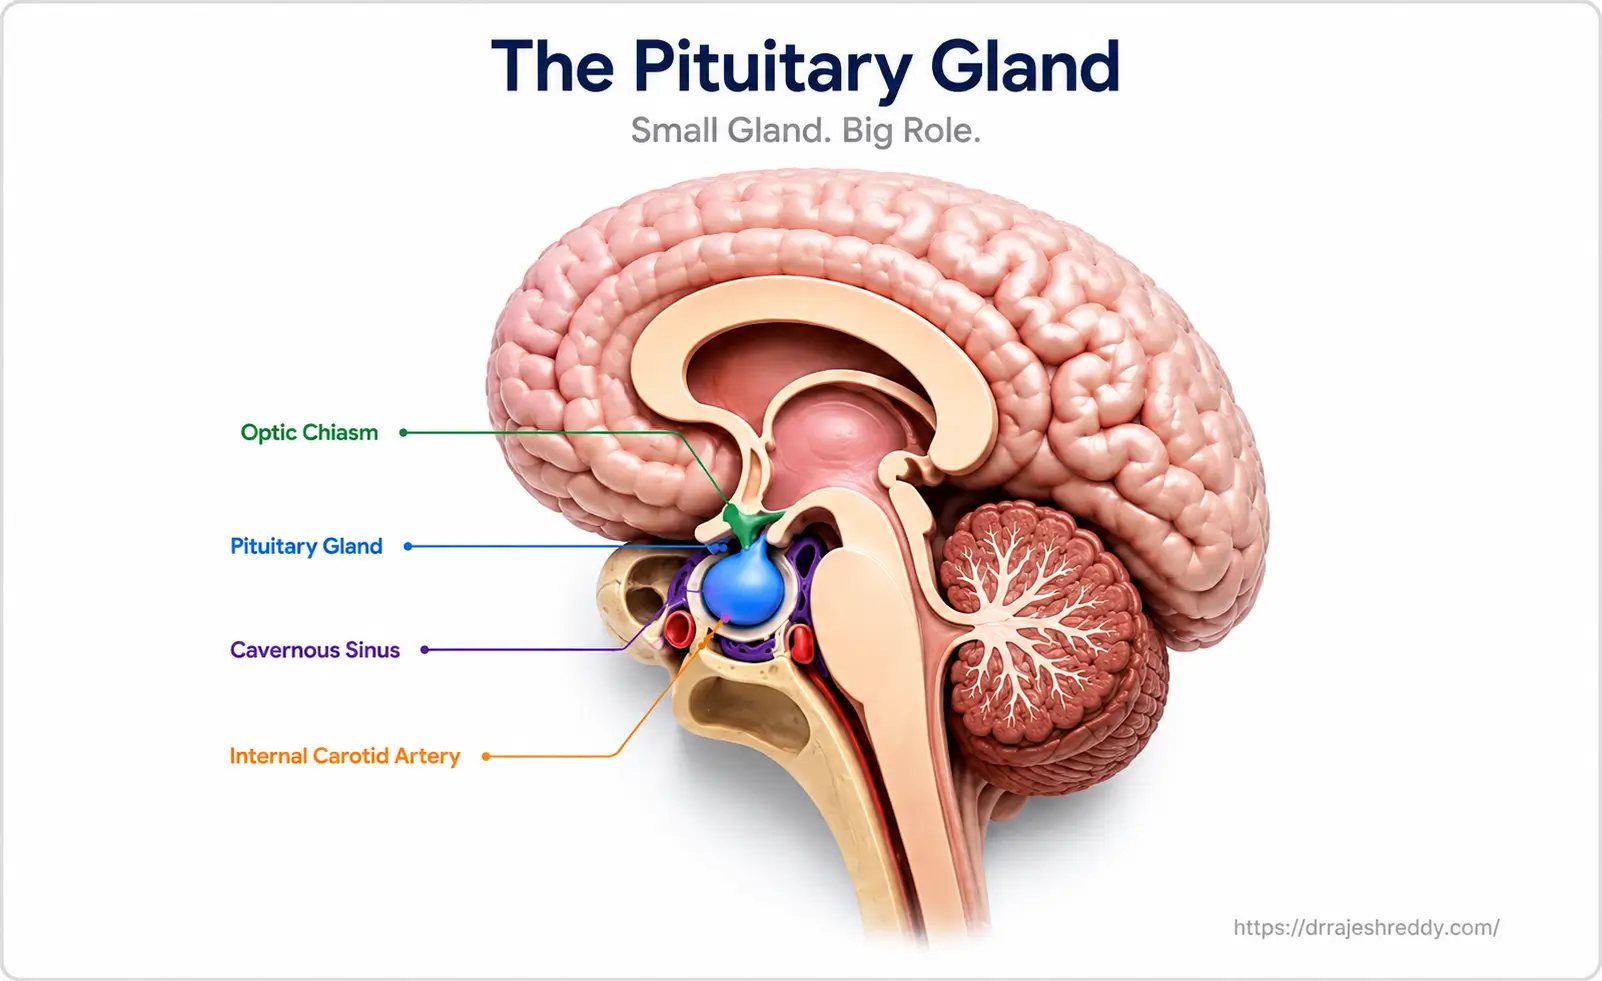 The Pituitary Gland
Small Gland. Big Role.
Optic Chiasm
Pituitary Gland
Cavernous Sinus
Internal Carotid Artery
https://drrajeshreddy.com/